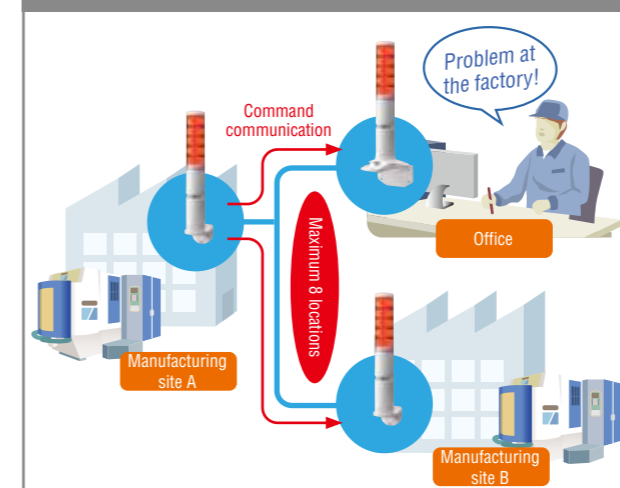 Problem at
the factory!
Command
communication
Maximum 8 locations
Office
Manufacturing
site A
Manufacturing
site B